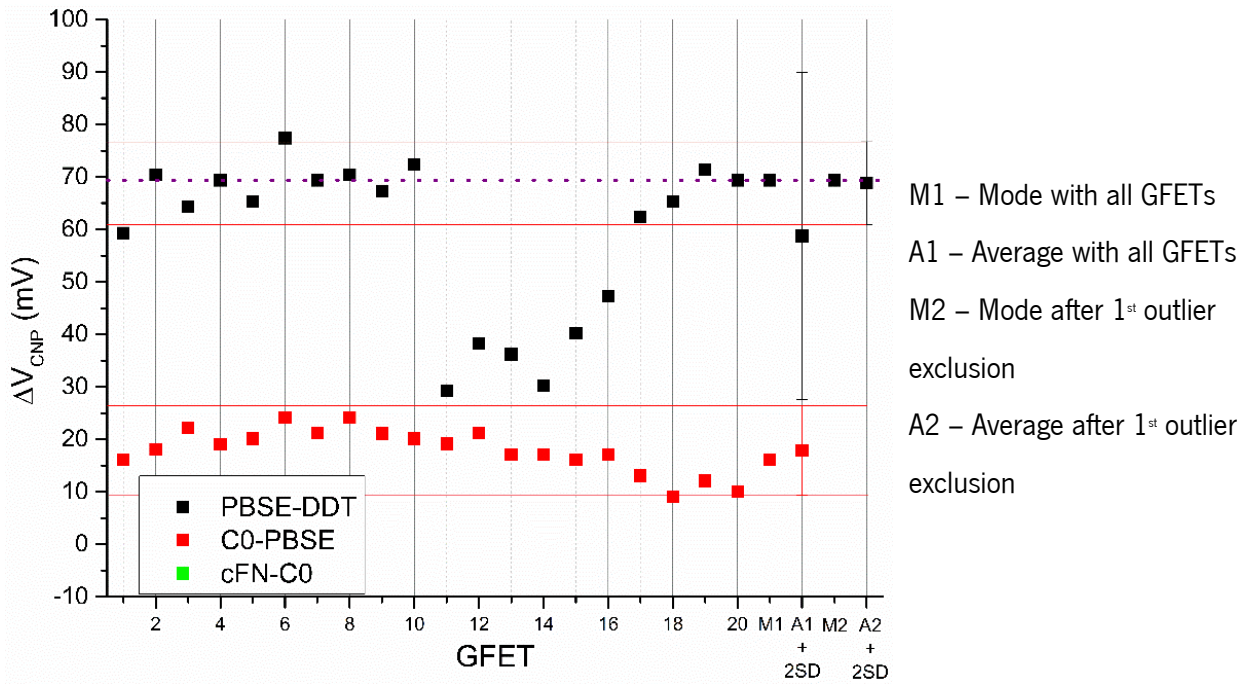 100
90
80
70
60
50
40
30
20
10
0
-10
ΔV_CNP (mV)
PBSE-DDT
C0-PBSE
cFN-C0
2 4 6 8 10 12 14 16 18 20 M1 A1 M2 A2
+ +
2SD 2SD
GFET
M1 – Mode with all GFETs
A1 – Average with all GFETs
M2 – Mode after 1st outlier
exclusion
A2 – Average after 1st outlier
exclusion